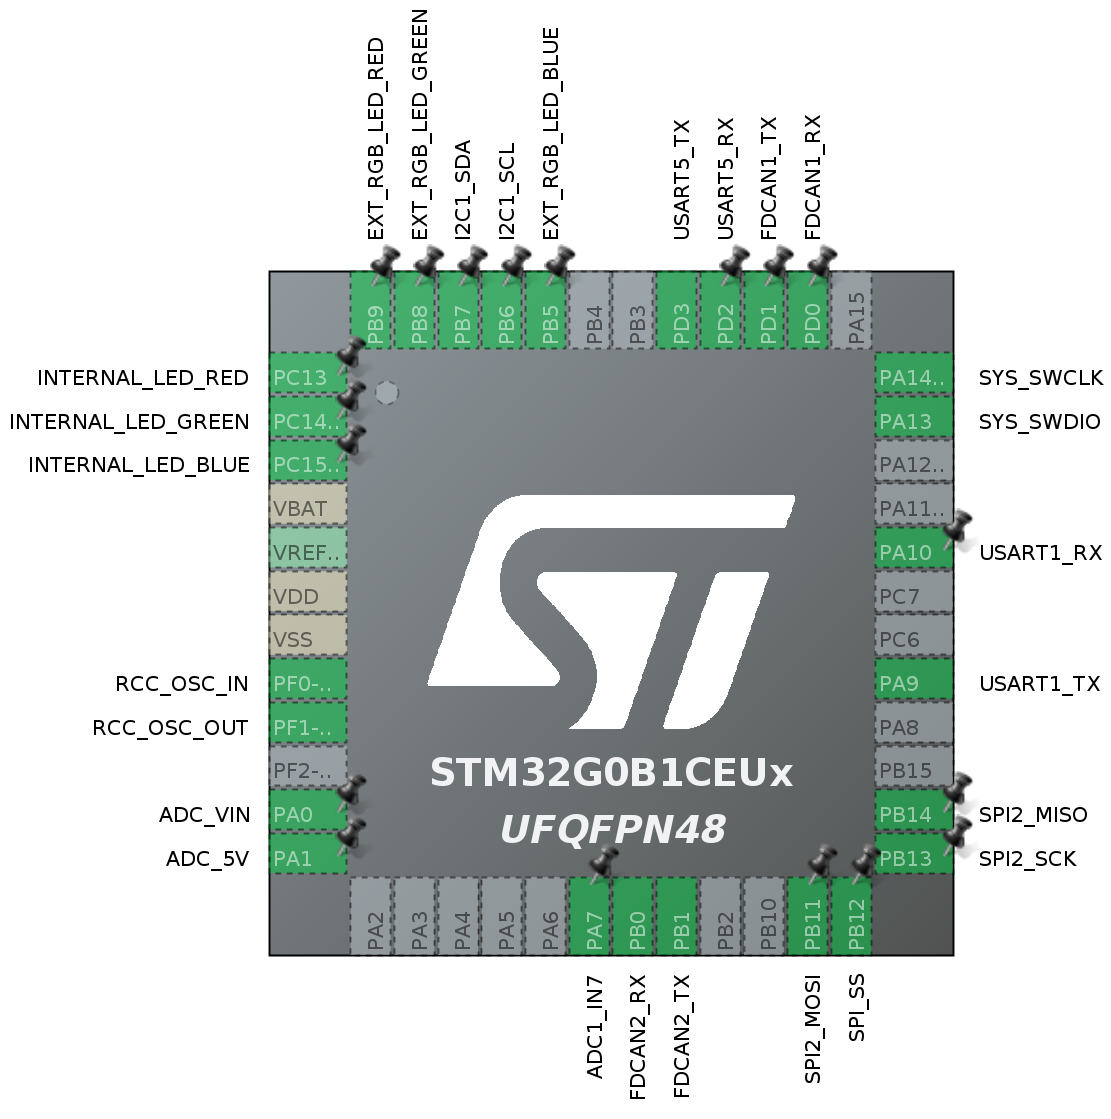 EXT_RGB_LED_RED
EXT_RGB_LED_GREEN
I2C1_SDA
I2C1_SCL
EXT_RGB_LED_BLUE
USART5_TX
USART5_RX
FDCAN1_TX
FDCAN1_RX
PB9
PB8
PB7
PB6
PB5
PB4
PB3
PD3
PD2
PD1
PD0
PA15
INTERNAL_LED_RED PC13
INTERNAL_LED_GREEN PC14..
INTERNAL_LED_BLUE PC15..
VBAT
VREF..
VDD
VSS
RCC_OSC_IN PF0-..
RCC_OSC_OUT PF1-..
PF2-..
ADC_VIN PA0
ADC_5V PA1
PA14.. SYS_SWCLK
PA13 SYS_SWDIO
PA12..
PA11..
PA10 USART1_RX
PC7
PC6
PA9 USART1_TX
PA8
PB15
PB14 SPI2_MISO
PB13 SPI2_SCK
ST
STM32G0B1CEUx
UFQFPN48
PA2
PA3
PA4
PA5
PA6
PA7
PB0
PB1
PB2
PB10
PB11
PB12
ADC1_IN7
FDCAN2_RX
FDCAN2_TX
SPI2_MOSI
SPI_SS